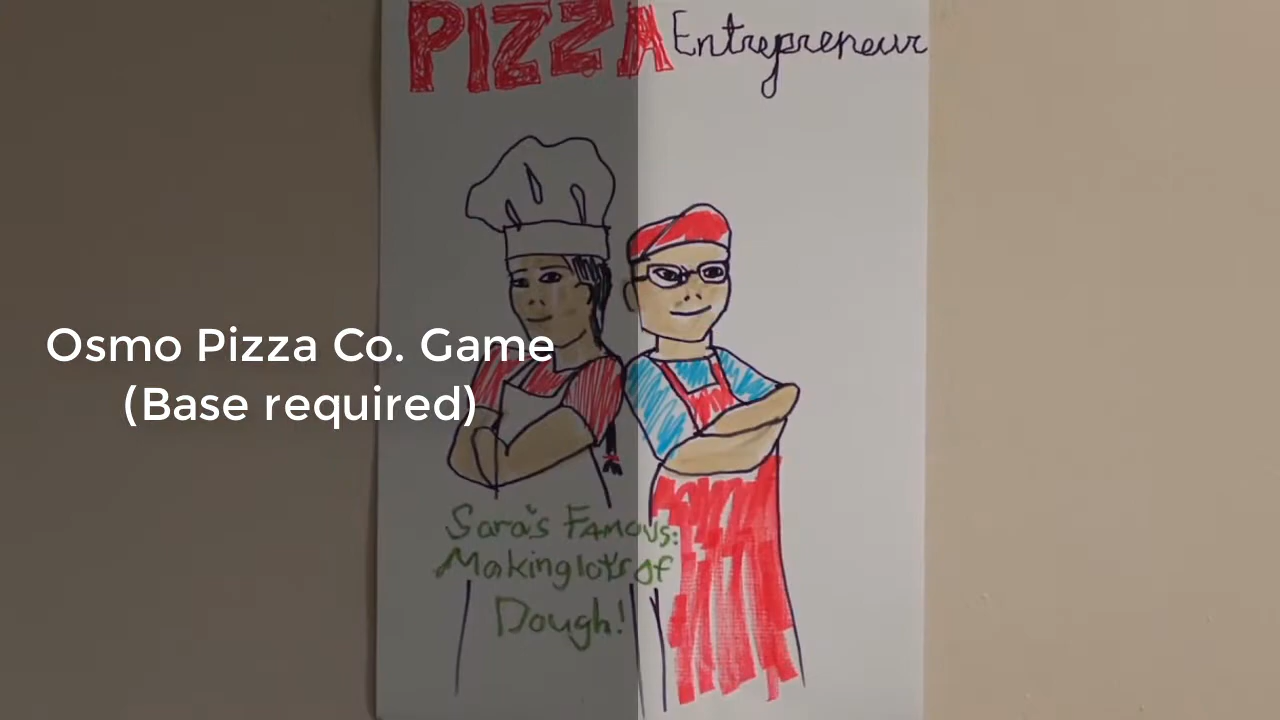 PIZZA Entrepreneur
Osmo Pizza Co. Game
(Base required)
Sara's Famous:
Making lots of
Dough!